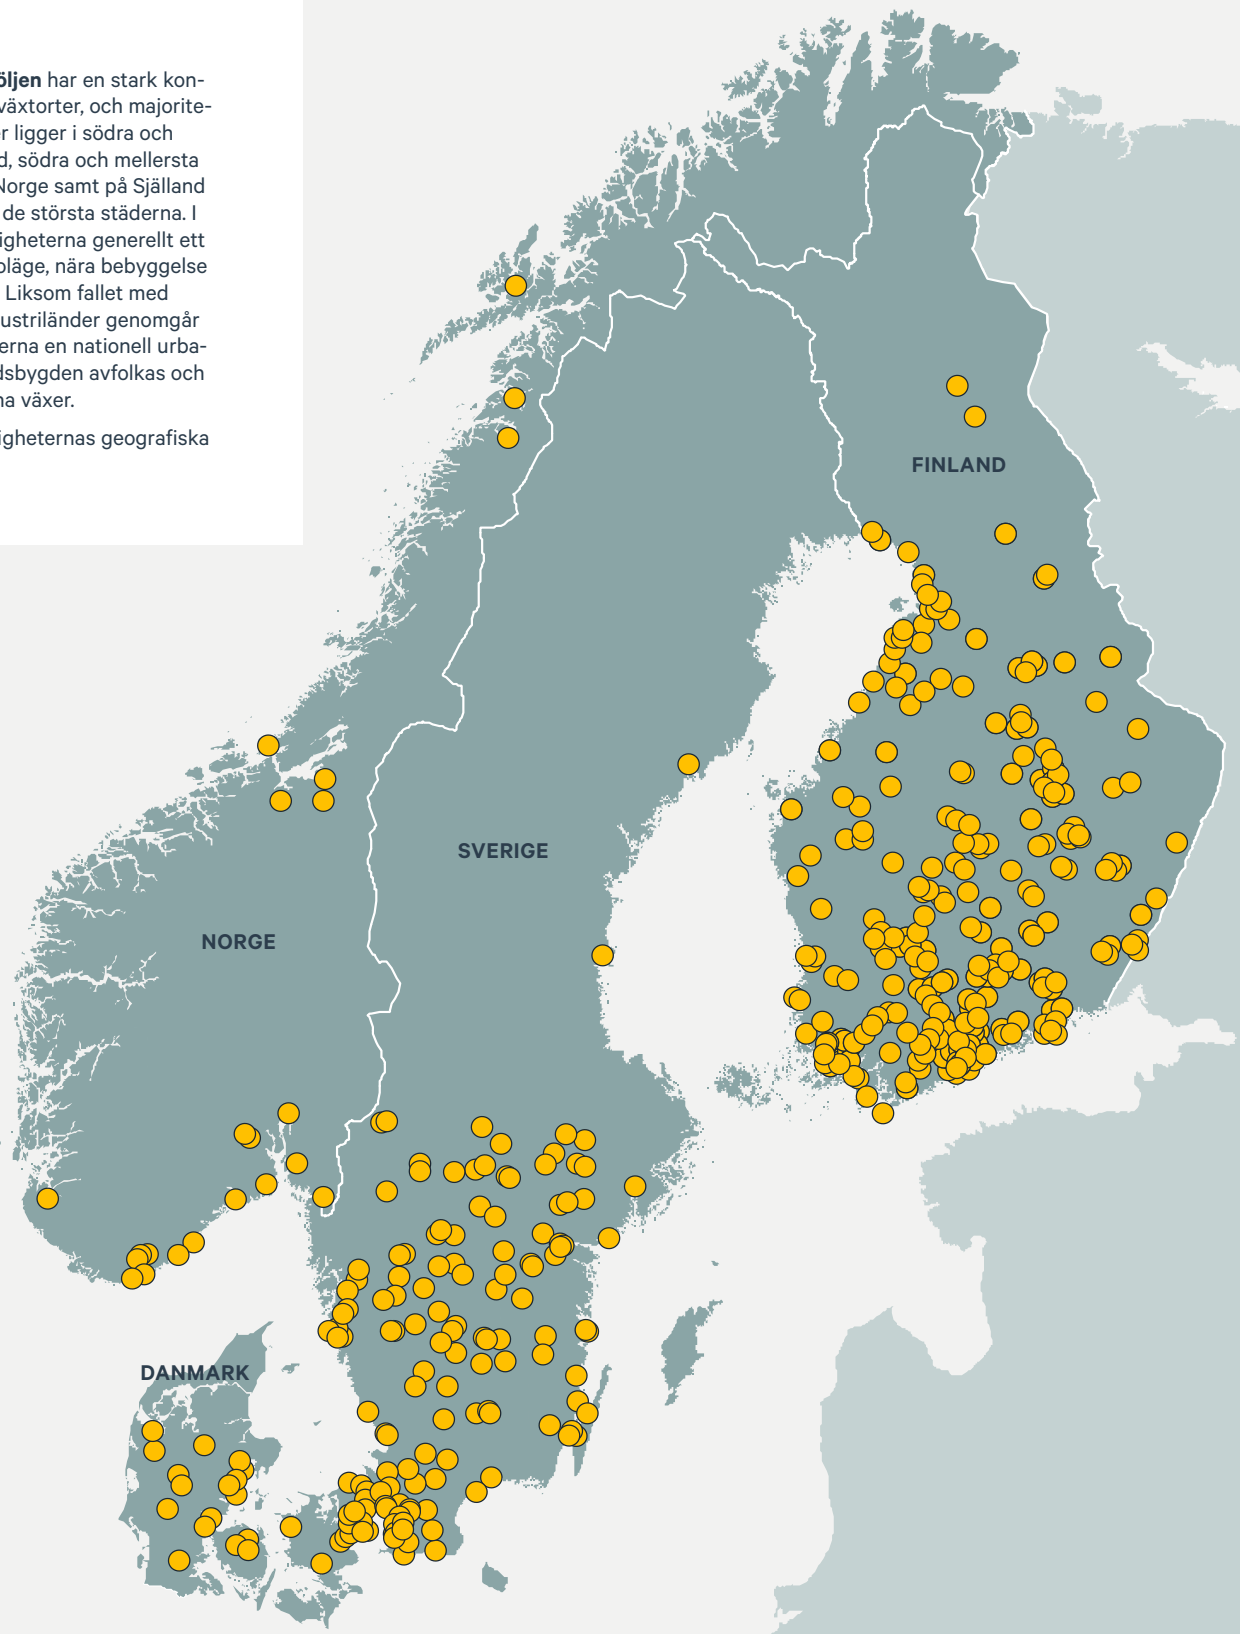 öljen har en stark kon-
växtorter, och majorite-
r ligger i södra och
d, södra och mellersta
Norge samt på Själland
de största städerna. I
igheterna generellt ett
oläge, nära bebyggelse
Liksom fallet med
ustriländer genomgår
erna en nationell urba-
dsbygden avfolkas och
na växer.
igheternas geografiska
FINLAND
SVERIGE
NORGE
DANMARK